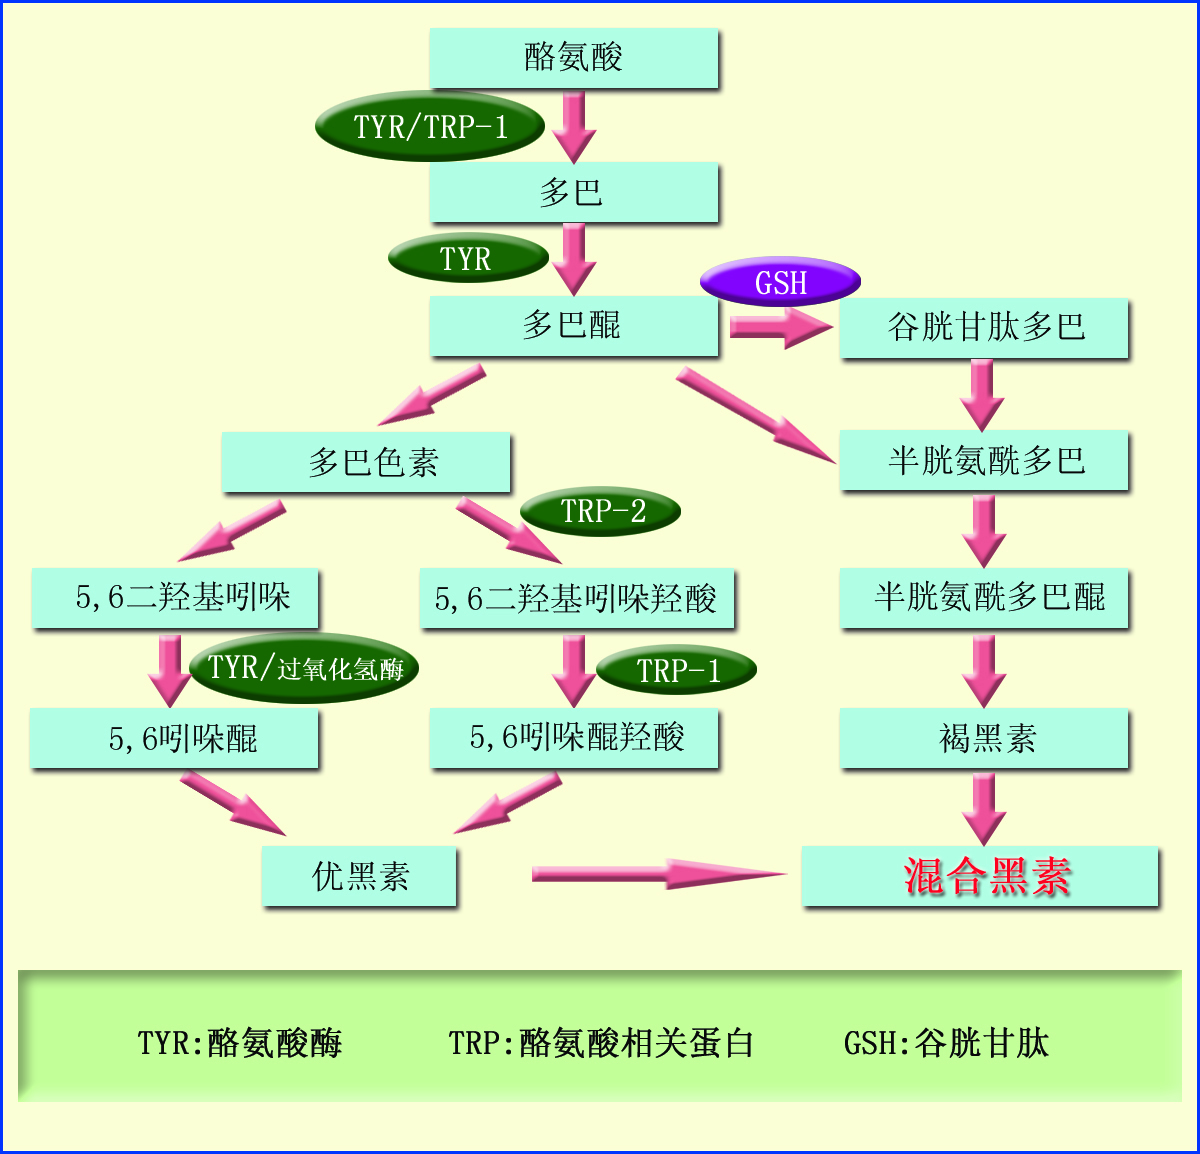 酪氨酸
TYR/TRP-1
多巴
TYR
GSH
多巴醌
谷胱甘肽多巴
多巴色素
半胱氨酰多巴
TRP-2
5,6二羟基吲哚
5,6二羟基吲哚羟酸
半胱氨酰多巴醌
TYR/过氧化氢酶
TRP-1
5,6吲哚醌
5,6吲哚醌羟酸
褐黑素
优黑素
混合黑素
TYR:酪氨酸酶
TRP:酪氨酸相关蛋白
GSH:谷胱甘肽